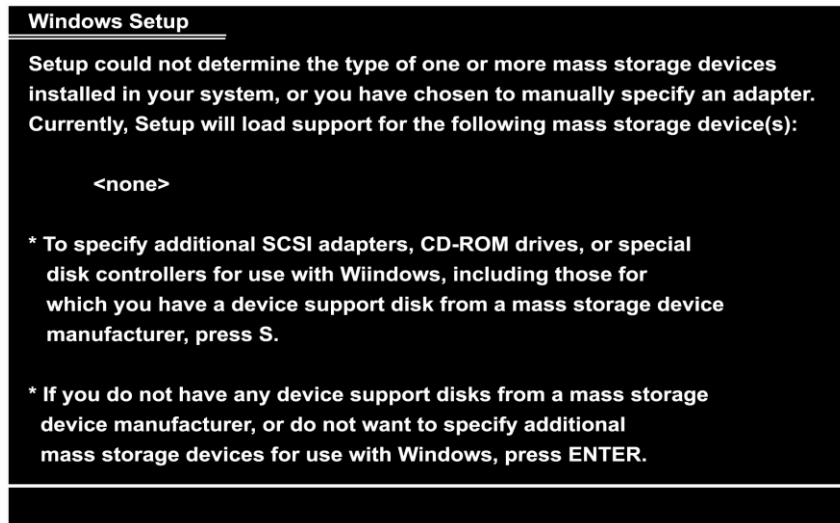 Windows Setup
Setup could not determine the type of one or more mass storage devices
installed in your system, or you have chosen to manually specify an adapter.
Currently, Setup will load support for the following mass storage device(s):
<none>
* To specify additional SCSI adapters, CD-ROM drives, or special
disk controllers for use with Wiindows, including those for
which you have a device support disk from a mass storage device
manufacturer, press S.
* If you do not have any device support disks from a mass storage
device manufacturer, or do not want to specify additional
mass storage devices for use with Windows, press ENTER.